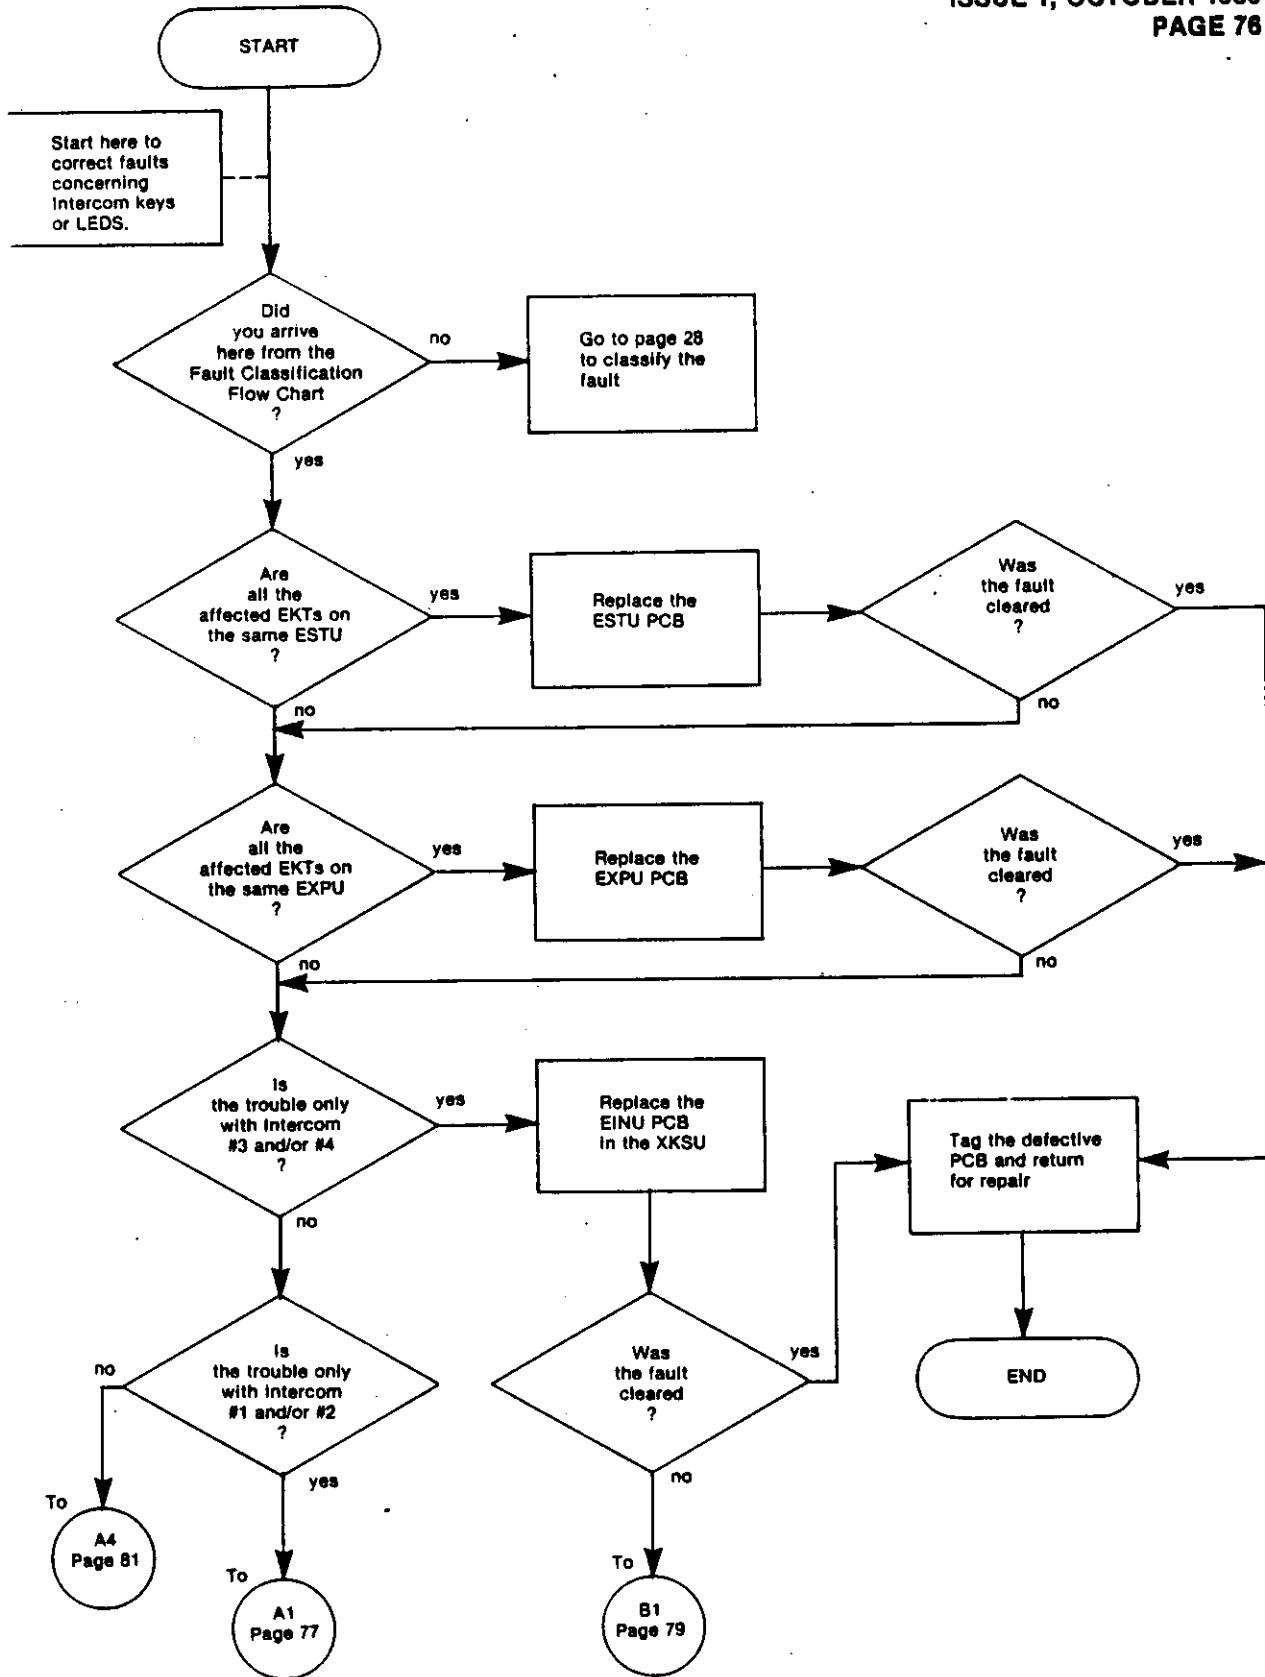 PAGE 76
START
Start here to
correct faults
concerning
Intercom keys
or LEDS.
Did
you arrive
here from the
Fault Classification
Flow Chart
?
no
Go to page 28
to classify the
fault
yes
Are
all the
affected EKTs on
the same ESTU
?
yes
Replace the
ESTU PCB
Was
the fault
cleared
?
yes
no
no
Are
all the
affected EKTs on
the same EXPU
?
yes
Replace the
EXPU PCB
Was
the fault
cleared
?
yes
no
no
Is
the trouble only
with Intercom
#3 and/or #4
?
yes
Replace the
EINU PCB
in the XKSU
Tag the defective
PCB and return
for repair
no
Is
the trouble only
with Intercom
#1 and/or #2
?
no
yes
Was
the fault
cleared
?
yes
no
END
To
A4
Page 81
To
A1
Page 77
To
B1
Page 79